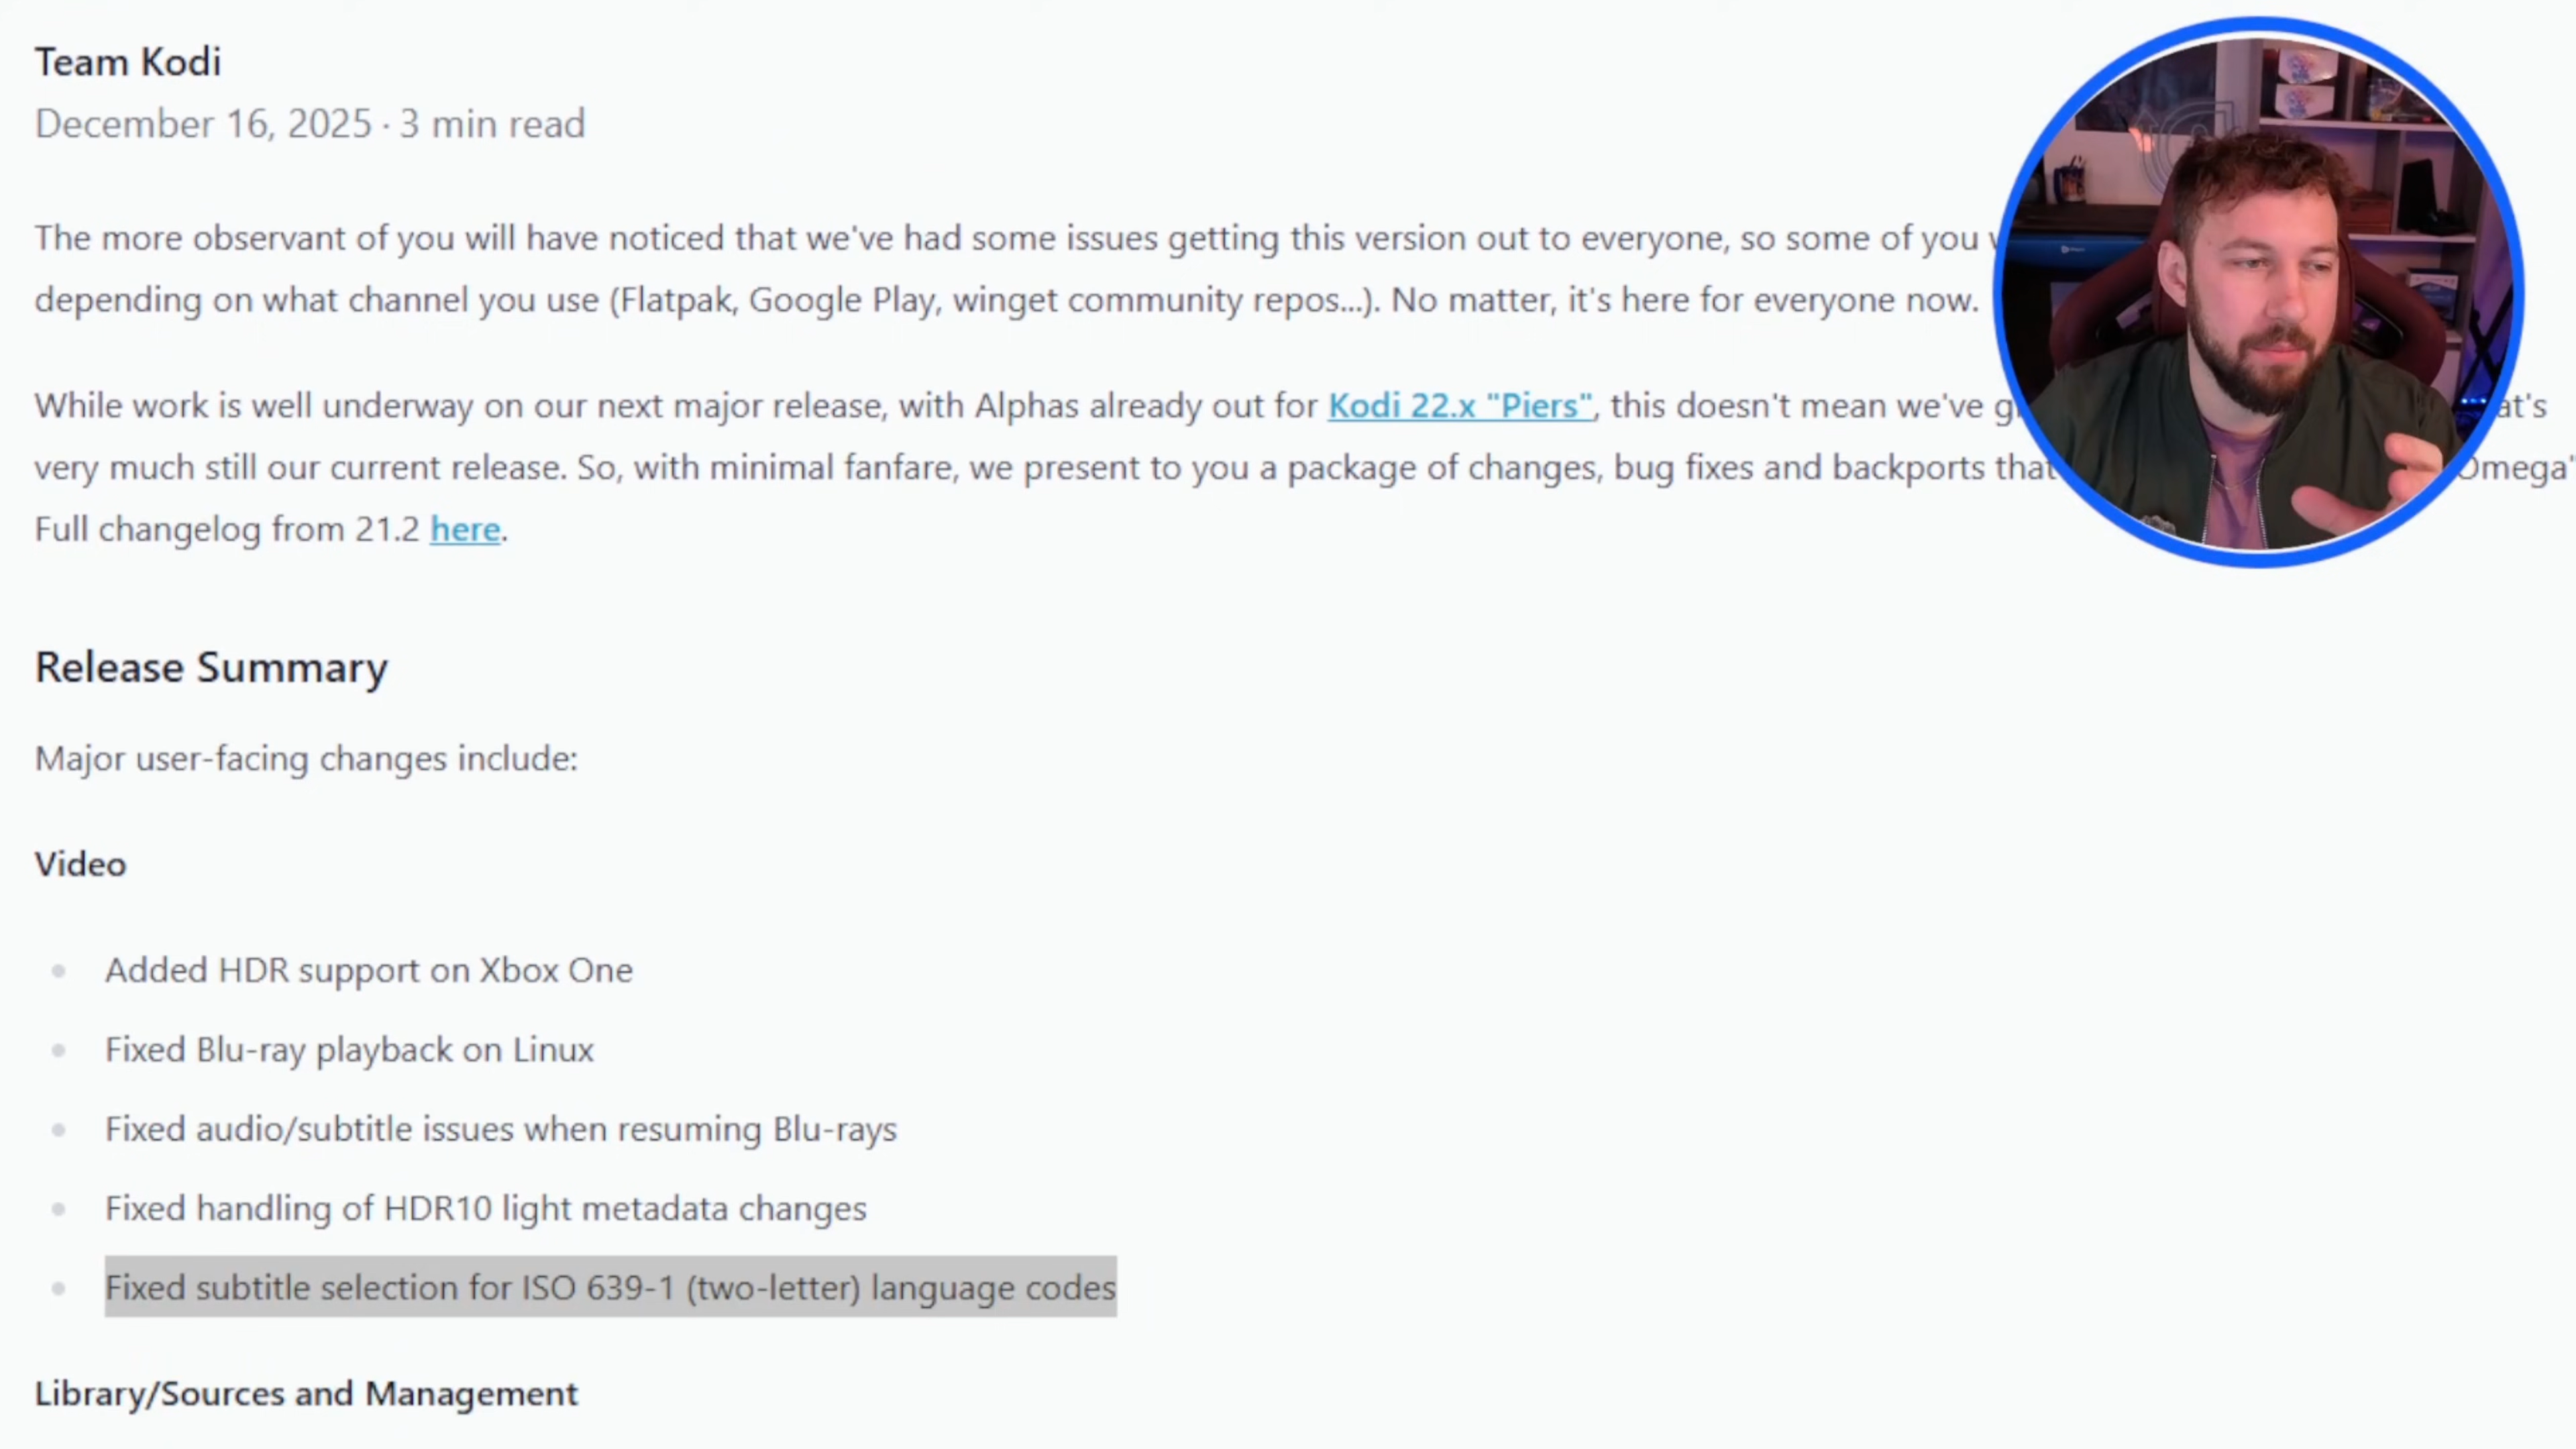 Team Kodi
December 16, 2025 · 3 min read
The more observant of you will have noticed that we've had some issues getting this version out to everyone, so some of you
depending on what channel you use (Flatpak, Google Play, winget community repos...). No matter, it's here for everyone now.
While work is well underway on our next major release, with Alphas already out for Kodi 22.x "Piers", this doesn't mean we've
very much still our current release. So, with minimal fanfare, we present to you a package of changes, bug fixes and backports that Omega"
Full changelog from 21.2 here.
Release Summary
Major user-facing changes include:
Video
Added HDR support on Xbox One
Fixed Blu-ray playback on Linux
Fixed audio/subtitle issues when resuming Blu-rays
Fixed handling of HDR10 light metadata changes
Fixed subtitle selection for ISO 639-1 (two-letter) language codes
Library/Sources and Management